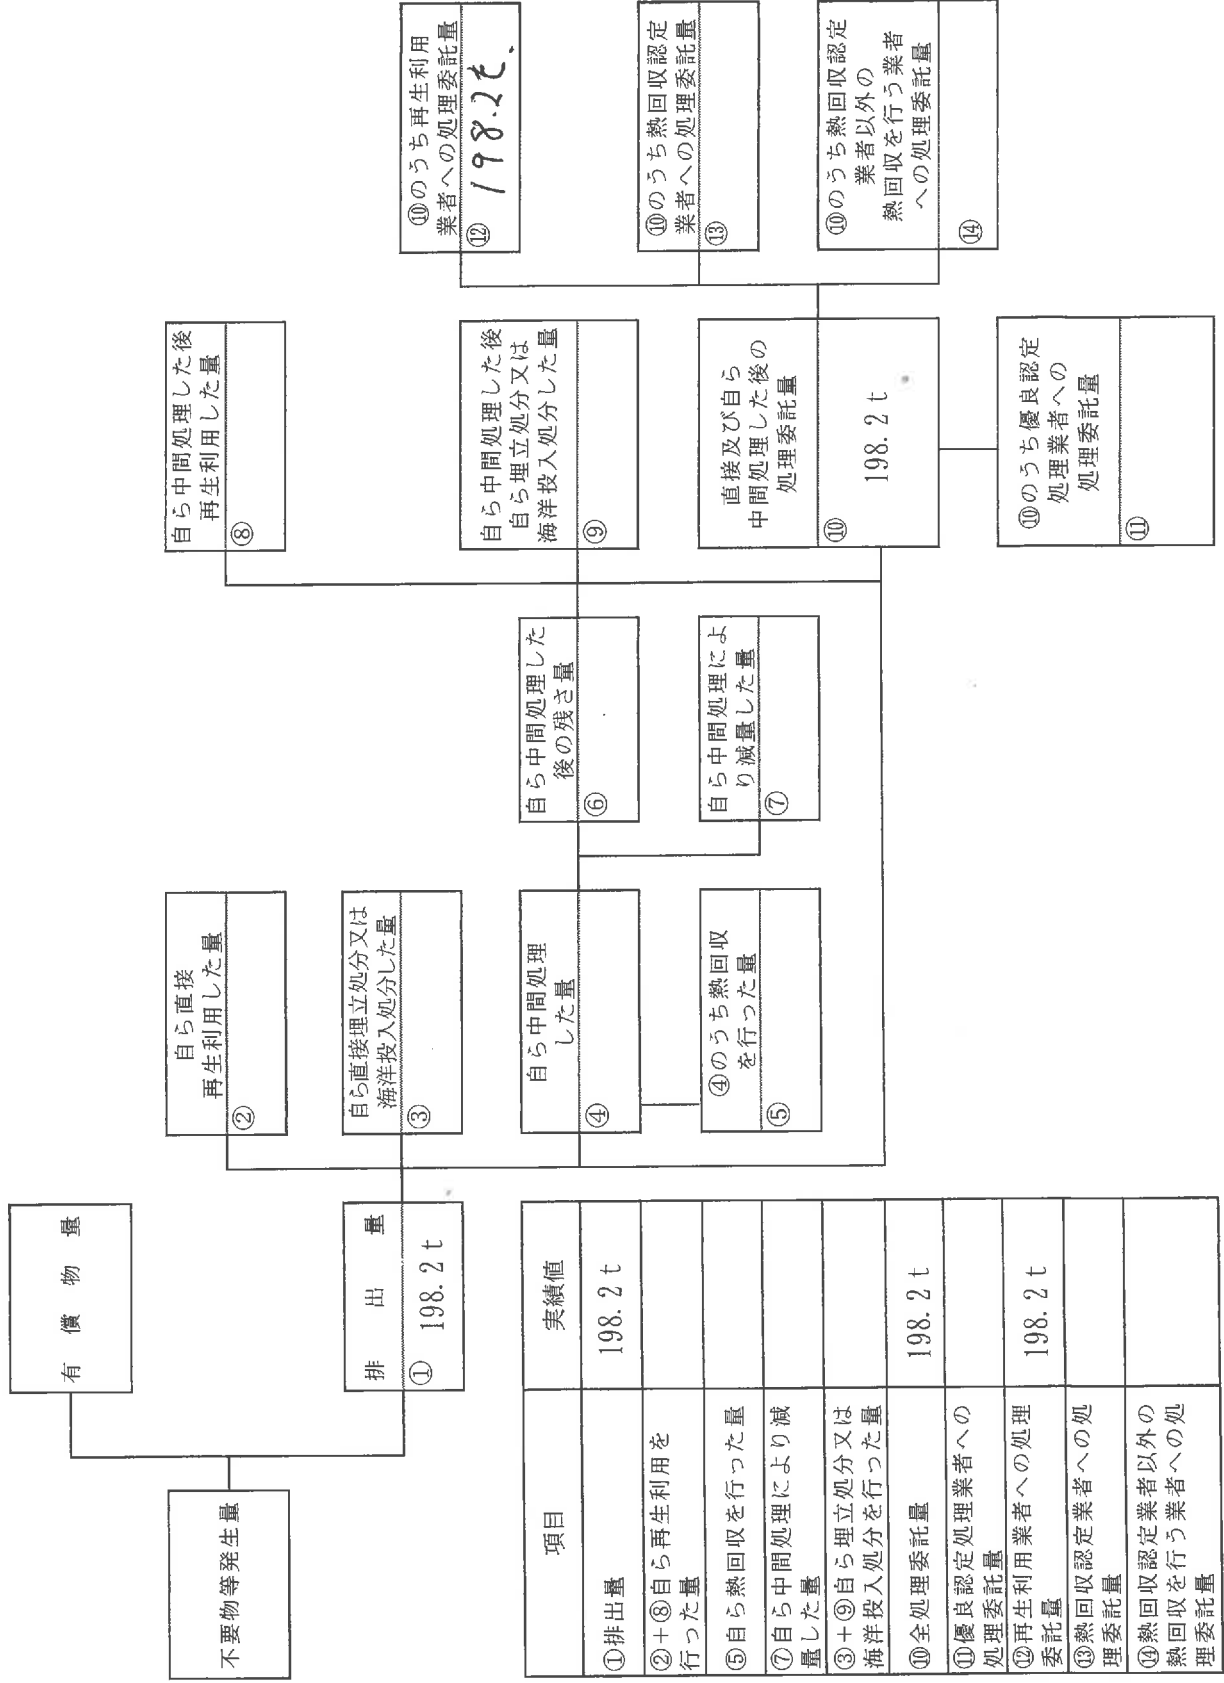 不要物等発生量
有償物量
排出量
① 198.2 t
自ら直接
再生利用した量
②
自ら直接埋立処分又は
海洋投入処分した量
③
自ら中間処理
した量
④
④のうち熱回収
を行った量
⑤
自ら中間処理した
後の残さ量
⑥
自ら中間処理によ
り減量した量
⑦
自ら中間処理した後
再生利用した量
⑧
自ら中間処理した後
自ら埋立処分又は
海洋投入処分した量
⑨
直接及び自ら
中間処理した後の
処理委託量
⑩
198.2 t
⑩のうち優良認定
処理業者への
処理委託量
⑪
⑩のうち再生利用
業者への処理委託量
⑫ 198.2t.
⑩のうち熱回収認定
業者への処理委託量
⑬
⑩のうち熱回収認定
業者以外の
熱回収を行う業者
への処理委託量
⑭
項目 実績値
①排出量 198.2 t
②+⑧自ら再生利用を
行った量
⑤自ら熱回収を行った量
⑦自ら中間処理により減
量した量
③+⑨自ら埋立処分又は
海洋投入処分を行った量
⑩全処理委託量 198.2 t
⑪優良認定処理業者への
処理委託量
⑫再生利用業者への処理
委託量 198.2 t
⑬熱回収認定業者への処
理委託量
⑭熱回収認定業者以外の
熱回収を行う業者への処
理委託量